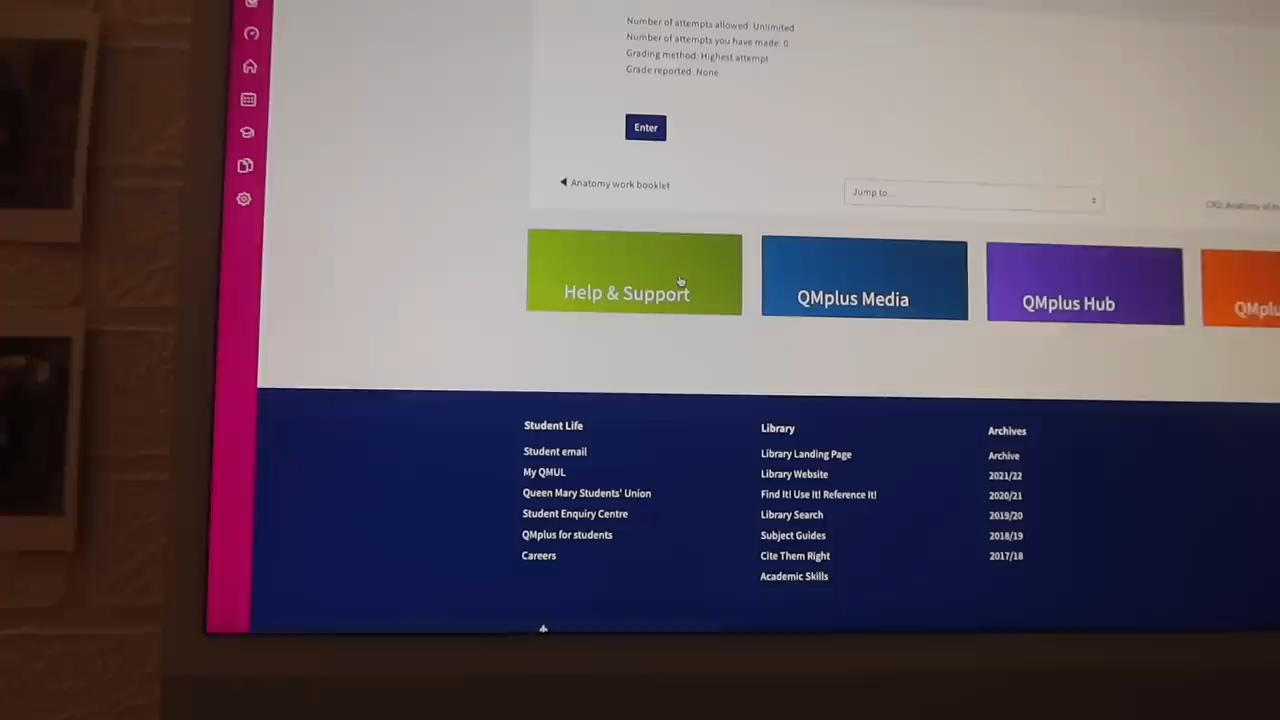 Number of attempts allowed: Unlimited
Number of attempts you have made: 0
Grading method: Highest attempt
Grade reported: None
Enter
Anatomy work booklet
Jump to...
CR2: Anatomy of
Help & Support
QMplus Media
QMplus Hub
QMplu
Student Life
Student email
My QMUL
Queen Mary Students' Union
Student Enquiry Centre
QMplus for students
Careers
Library
Library Landing Page
Library Website
Find It! Use It! Reference It!
Library Search
Subject Guides
Cite Them Right
Academic Skills
Archives
Archive
2021/22
2020/21
2019/20
2018/19
2017/18